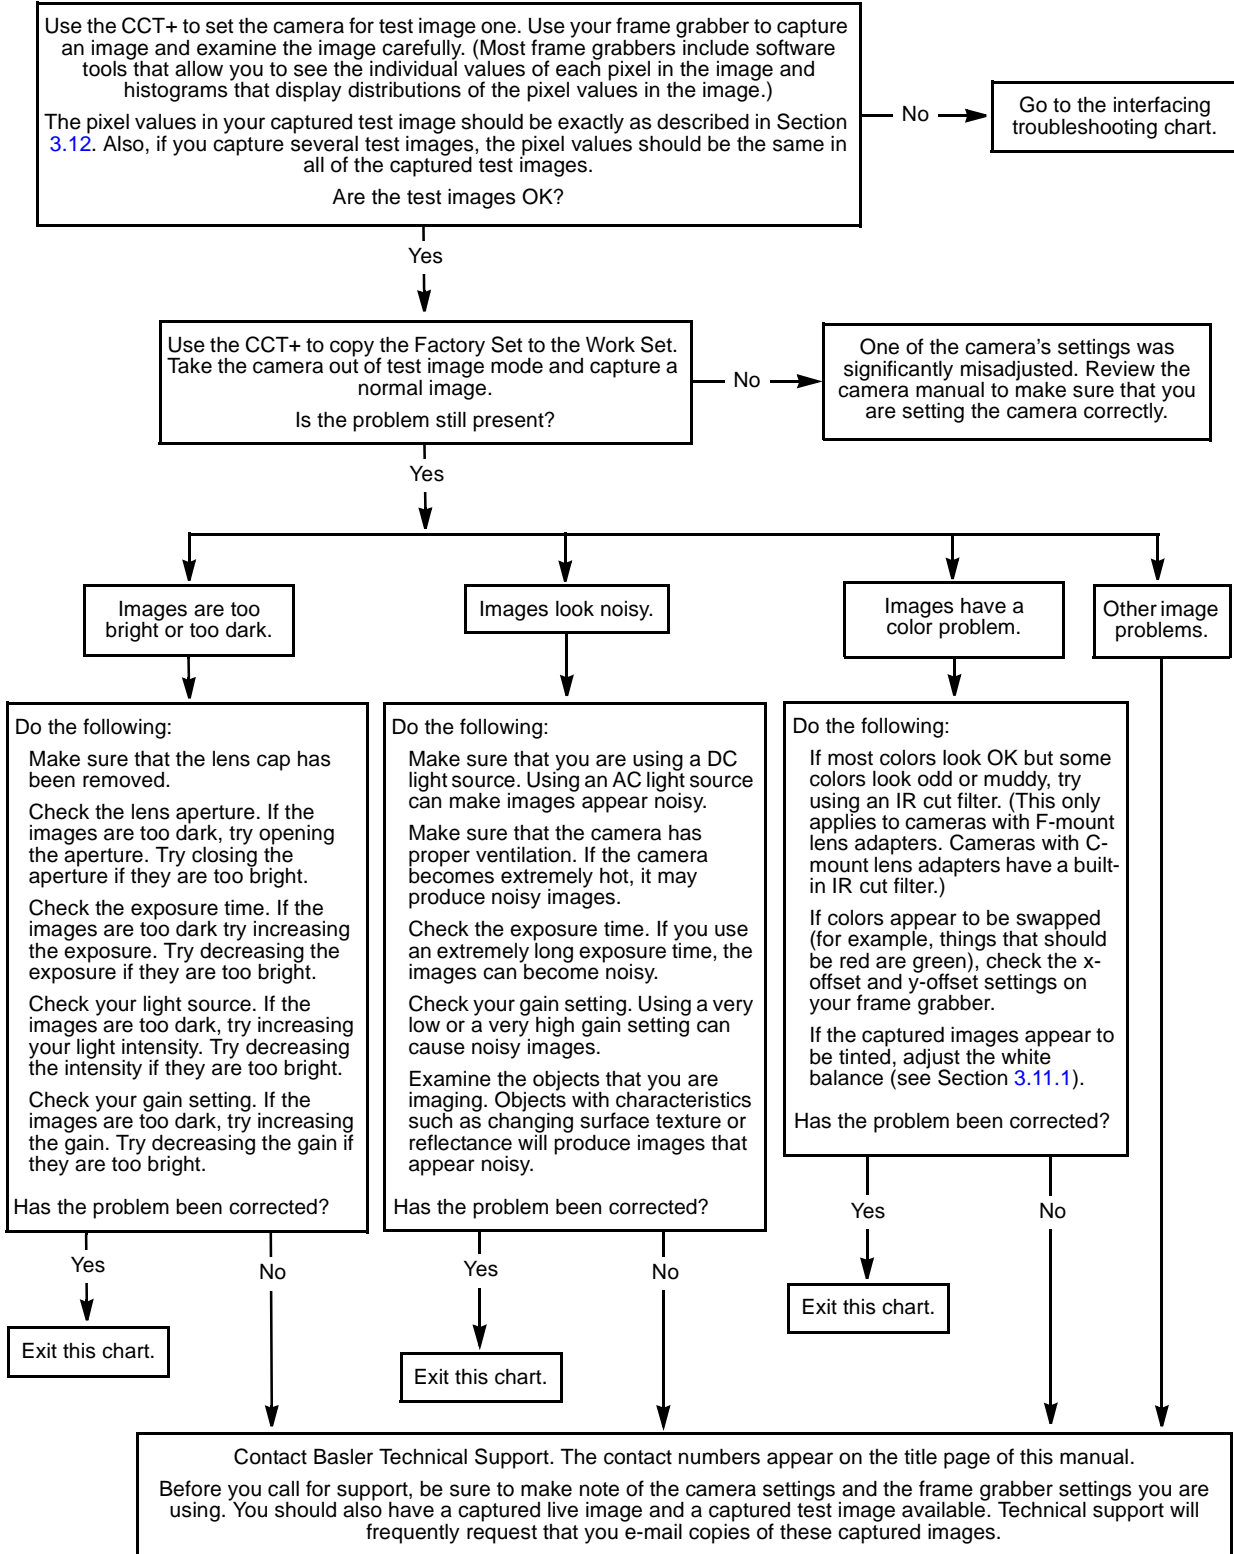 Use the CCT+ to set the camera for test image one. Use your frame grabber to capture
an image and examine the image carefully. (Most frame grabbers include software
tools that allow you to see the individual values of each pixel in the image and
histograms that display distributions of the pixel values in the image.)
The pixel values in your captured test image should be exactly as described in Section
3.12. Also, if you capture several test images, the pixel values should be the same in
all of the captured test images.
Are the test images OK?
No
Go to the interfacing
troubleshooting chart.
Yes
Use the CCT+ to copy the Factory Set to the Work Set.
Take the camera out of test image mode and capture a
normal image.
Is the problem still present?
No
One of the camera's settings was
significantly misadjusted. Review the
camera manual to make sure that you
are setting the camera correctly.
Yes
Images are too
bright or too dark.
Images look noisy.
Images have a
color problem.
Other image
problems.
Do the following:
Make sure that the lens cap has
been removed.
Check the lens aperture. If the
images are too dark, try opening
the aperture. Try closing the
aperture if they are too bright.
Check the exposure time. If the
images are too dark try increasing
the exposure. Try decreasing the
exposure if they are too bright.
Check your light source. If the
images are too dark, try increasing
your light intensity. Try decreasing
the intensity if they are too bright.
Check your gain setting. If the
images are too dark, try increasing
the gain. Try decreasing the gain if
they are too bright.
Has the problem been corrected?
Do the following:
Make sure that you are using a DC
light source. Using an AC light source
can make images appear noisy.
Make sure that the camera has
proper ventilation. If the camera
becomes extremely hot, it may
produce noisy images.
Check the exposure time. If you use
an extremely long exposure time, the
images can become noisy.
Check your gain setting. Using a very
low or a very high gain setting can
cause noisy images.
Examine the objects that you are
imaging. Objects with characteristics
such as changing surface texture or
reflectance will produce images that
appear noisy.
Has the problem been corrected?
Do the following:
If most colors look OK but some
colors look odd or muddy, try
using an IR cut filter. (This only
applies to cameras with F-mount
lens adapters. Cameras with C-
mount lens adapters have a built-
in IR cut filter.)
If colors appear to be swapped
(for example, things that should
be red are green), check the x-
offset and y-offset settings on
your frame grabber.
If the captured images appear to
be tinted, adjust the white
balance (see Section 3.11.1).
Has the problem been corrected?
Yes
No
Yes
No
Yes
No
Exit this chart.
Exit this chart.
Exit this chart.
Contact Basler Technical Support. The contact numbers appear on the title page of this manual.
Before you call for support, be sure to make note of the camera settings and the frame grabber settings you are
using. You should also have a captured live image and a captured test image available. Technical support will
frequently request that you e-mail copies of these captured images.